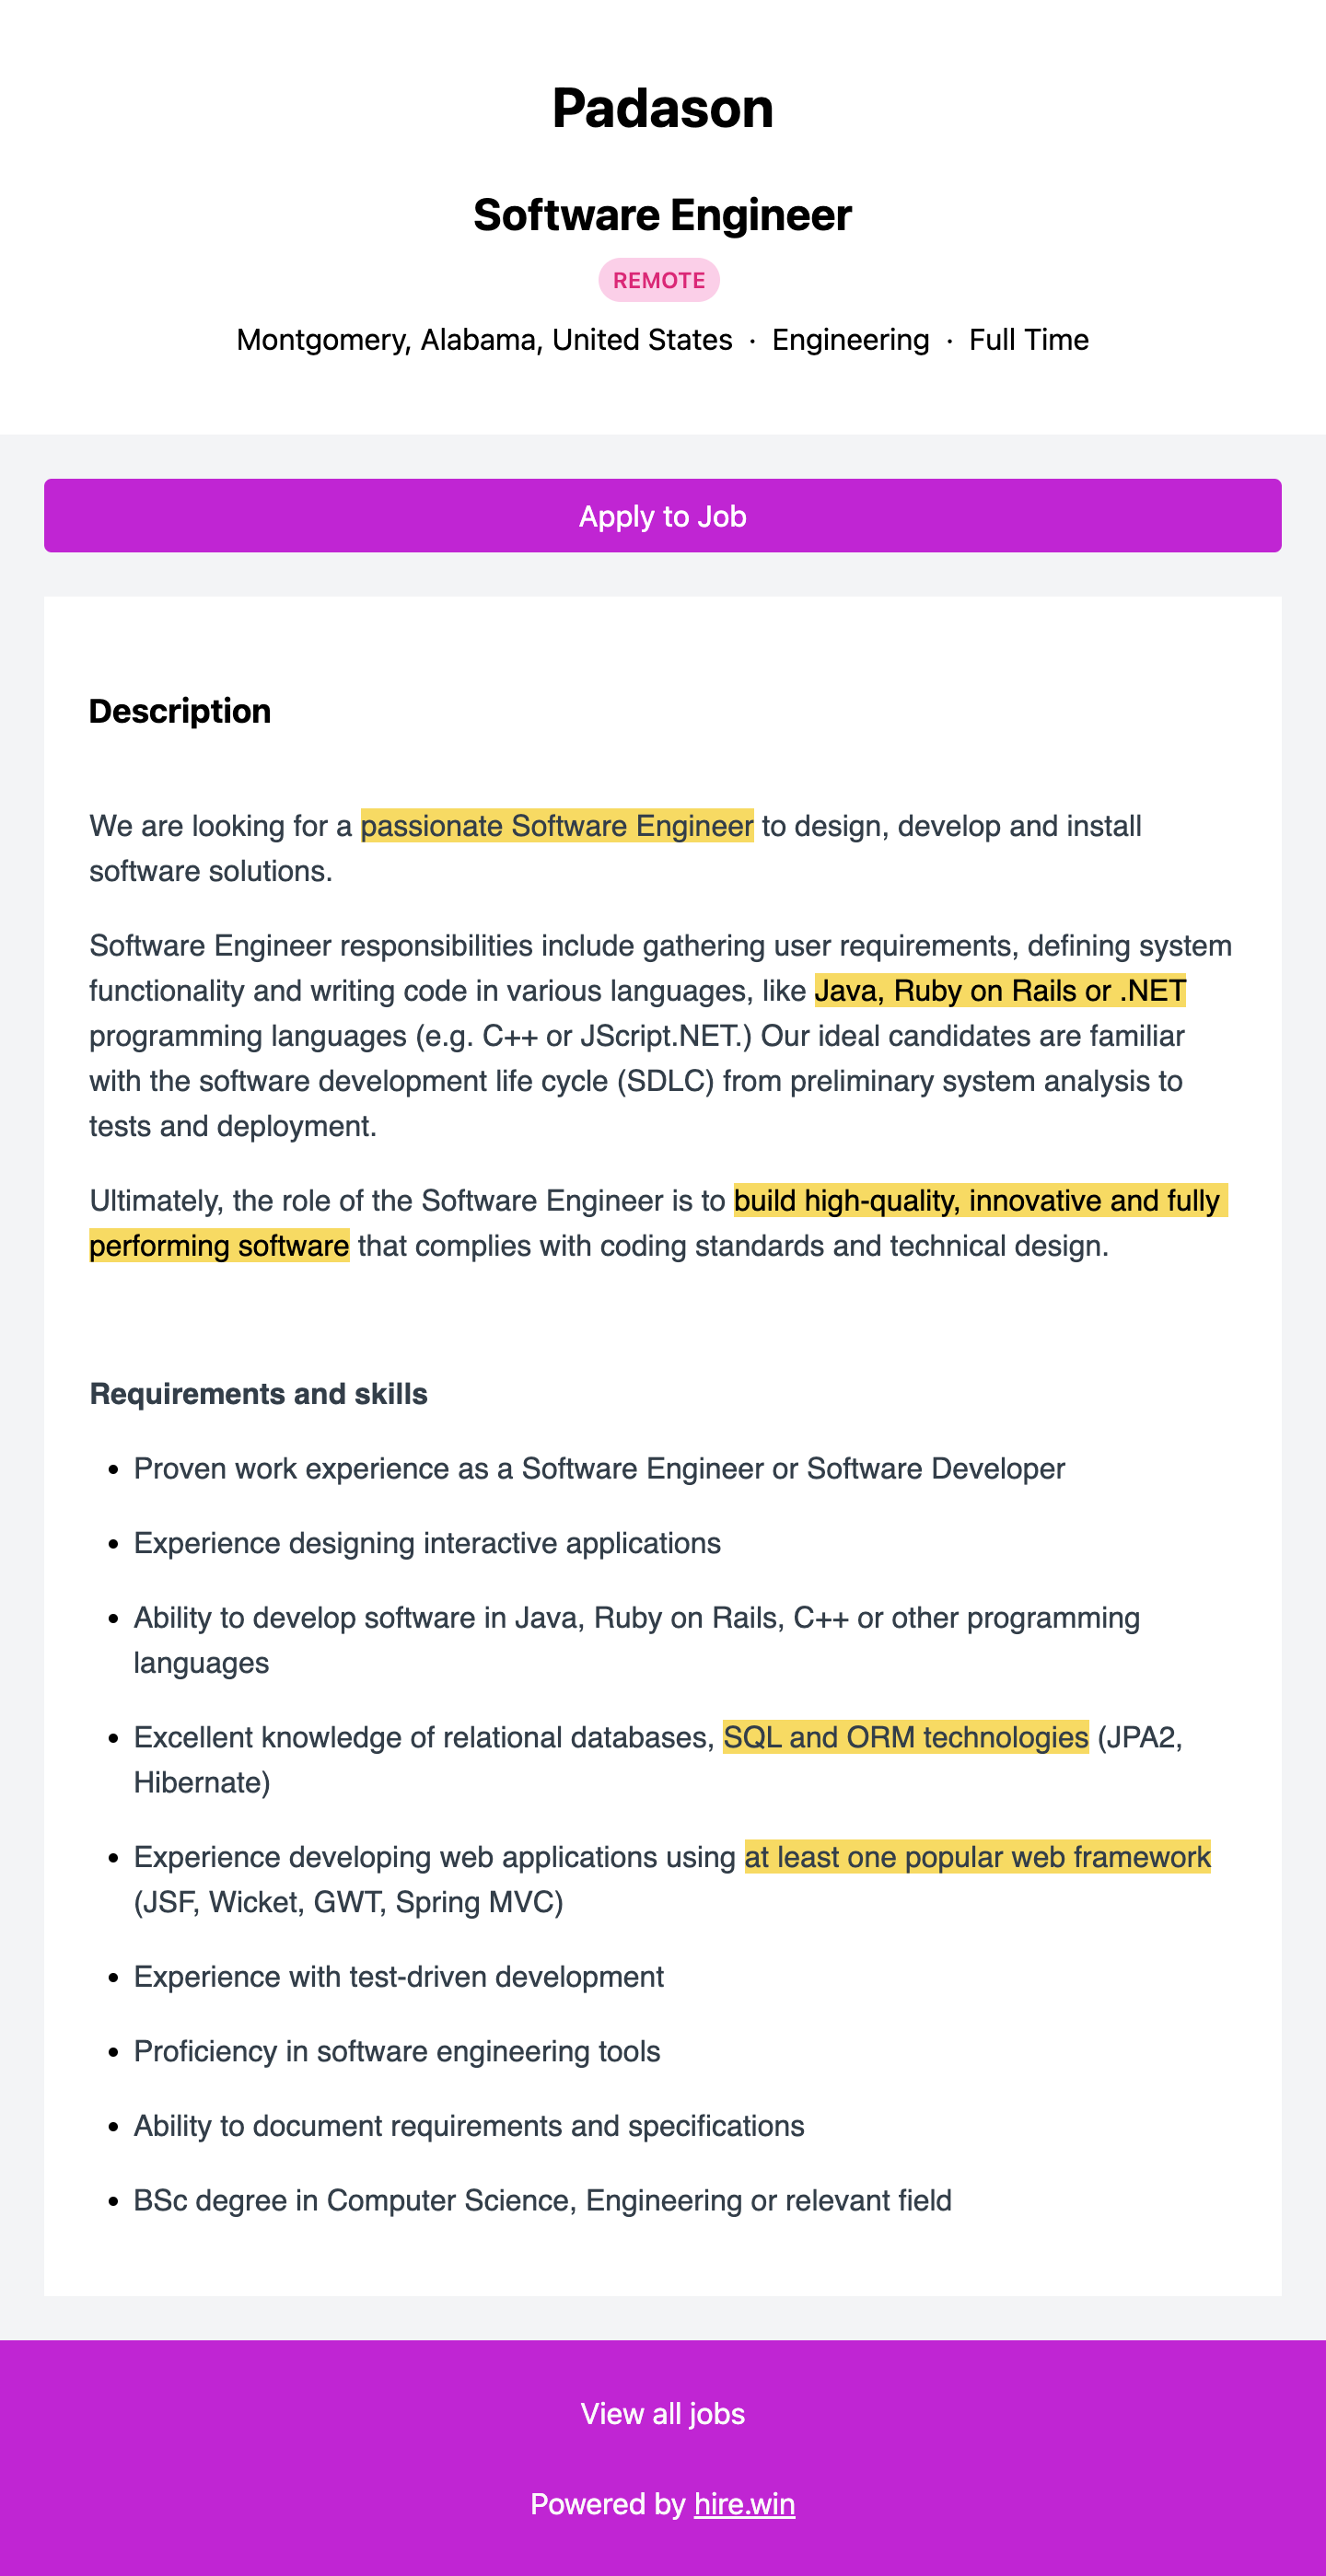 Padason
Software Engineer
REMOTE
Montgomery, Alabama, United States · Engineering · Full Time
Apply to Job
Description
We are looking for a passionate Software Engineer to design, develop and install
software solutions.
Software Engineer responsibilities include gathering user requirements, defining system
functionality and writing code in various languages, like Java, Ruby on Rails or .NET
programming languages (e.g. C++ or JScript.NET.) Our ideal candidates are familiar
with the software development life cycle (SDLC) from preliminary system analysis to
tests and deployment.
Ultimately, the role of the Software Engineer is to build high-quality, innovative and fully
performing software that complies with coding standards and technical design.
Requirements and skills
• Proven work experience as a Software Engineer or Software Developer
• Experience designing interactive applications
• Ability to develop software in Java, Ruby on Rails, C++ or other programming
languages
• Excellent knowledge of relational databases, SQL and ORM technologies (JPA2,
Hibernate)
• Experience developing web applications using at least one popular web framework
(JSF, Wicket, GWT, Spring MVC)
• Experience with test-driven development
• Proficiency in software engineering tools
• Ability to document requirements and specifications
• BSc degree in Computer Science, Engineering or relevant field
View all jobs
Powered by hire.win